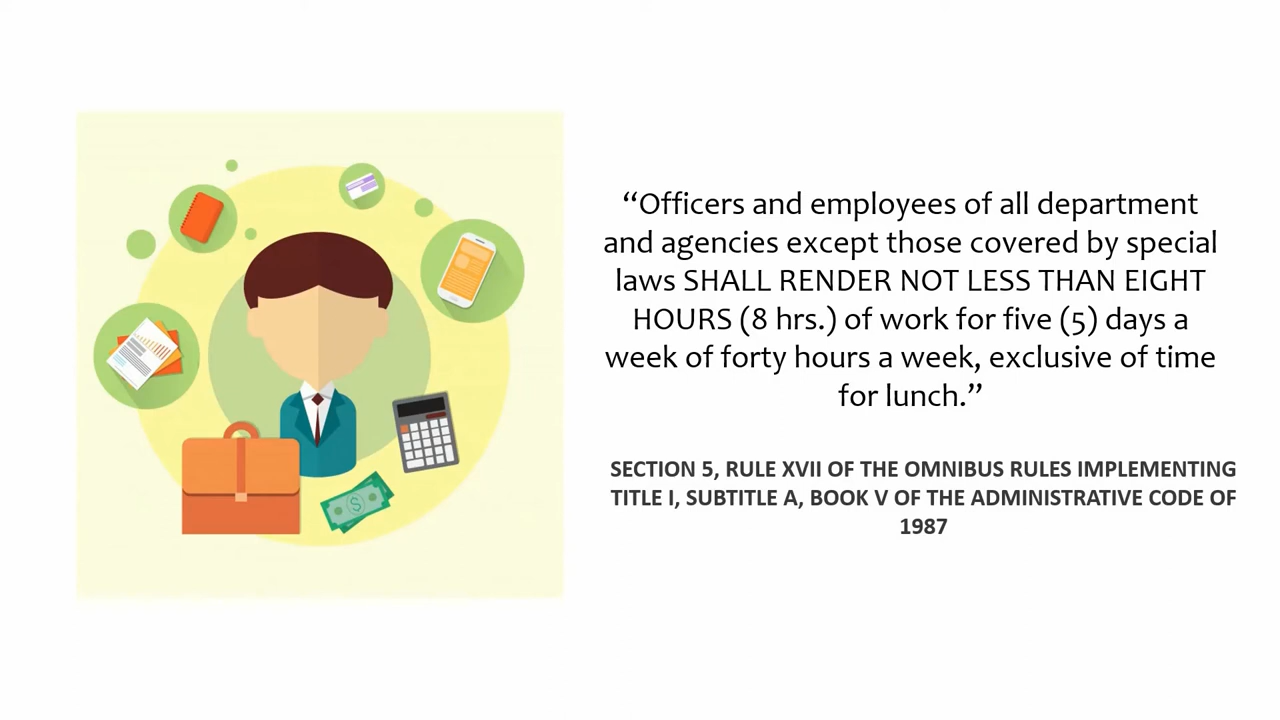 “Officers and employees of all department
and agencies except those covered by special
laws SHALL RENDER NOT LESS THAN EIGHT
HOURS (8 hrs.) of work for five (5) days a
week of forty hours a week, exclusive of time
for lunch.”
SECTION 5, RULE XVII OF THE OMNIBUS RULES IMPLEMENTING
TITLE I, SUBTITLE A, BOOK V OF THE ADMINISTRATIVE CODE OF
1987